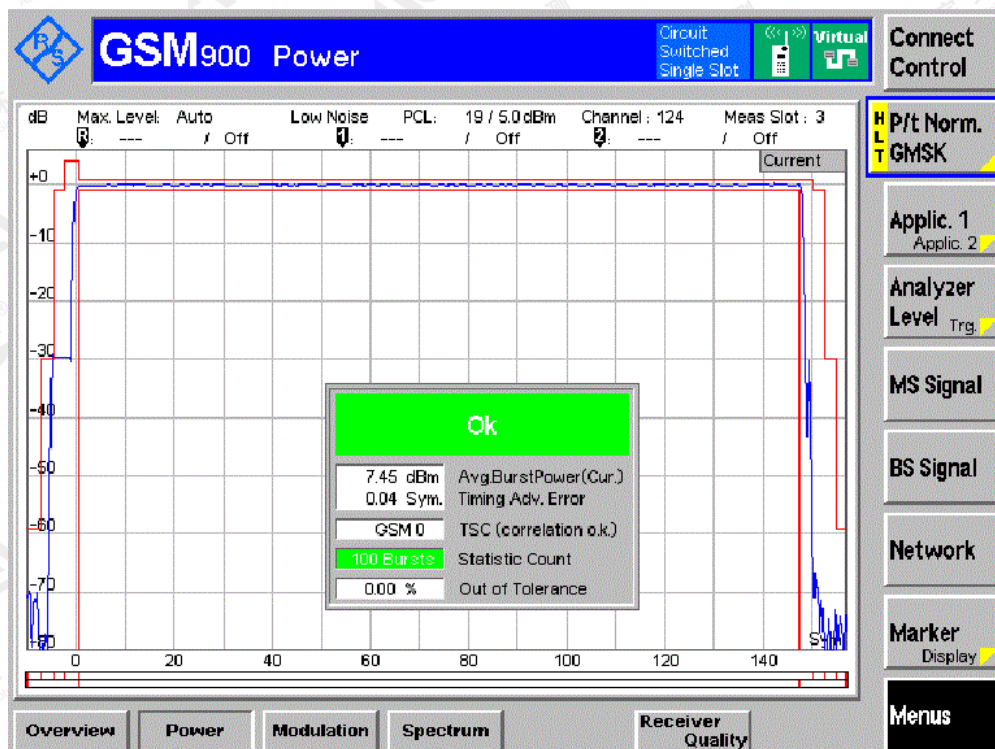 R/S
GSM900 Power
Circuit
Switched
Single Slot
Virtual
Connect
Control
dB Max. Level: Auto Low Noise PCL: 19 / 5.0 dBm Channel : 124 Meas Slot : 3
R: --- / Off 1: --- / Off 2: --- / Off
Current
+0
-10
-20
-30
-40
-50
-60
-70
-80
Ok
7.45 dBm Avg.BurstPower(Cur.)
0.04 Sym. Timing Adv. Error
GSM 0 TSC (correlation o.k.)
100 Bursts Statistic Count
0.00 % Out of Tolerance
0 20 40 60 80 100 120 140
HLT
P/t Norm.
GMSK
Applic. 1
Applic. 2
Analyzer
Level Trg.
MS Signal
BS Signal
Network
Marker
Display
Menus
Overview Power Modulation Spectrum Receiver
Quality